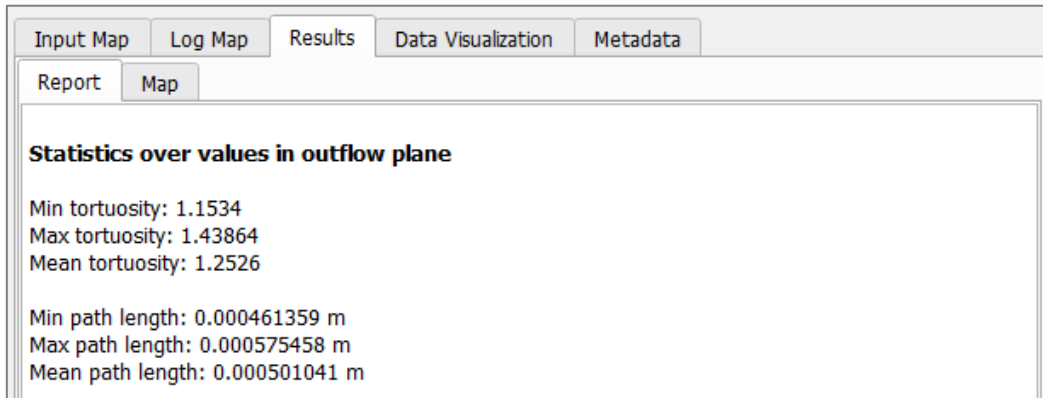 Input Map Log Map Results Data Visualization Metadata
Report Map
Statistics over values in outflow plane
Min tortuosity: 1.1534
Max tortuosity: 1.43864
Mean tortuosity: 1.2526
Min path length: 0.000461359 m
Max path length: 0.000575458 m
Mean path length: 0.000501041 m